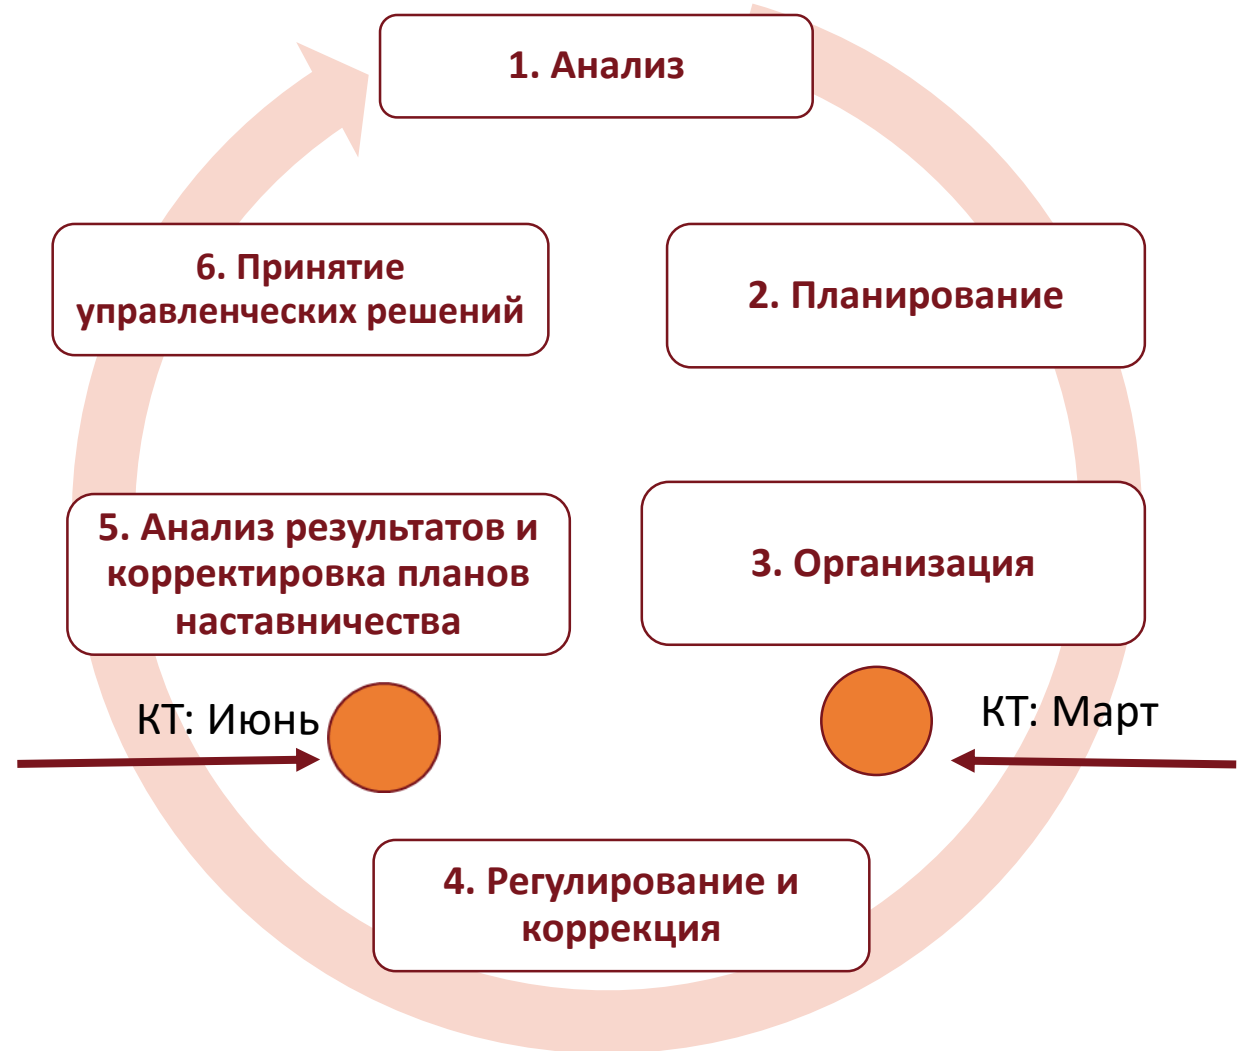 1. Анализ
2. Планирование
3. Организация
КТ: Март
4. Регулирование и
коррекция
КТ: Июнь
5. Анализ результатов и
корректировка планов
наставничества
6. Принятие
управленческих решений